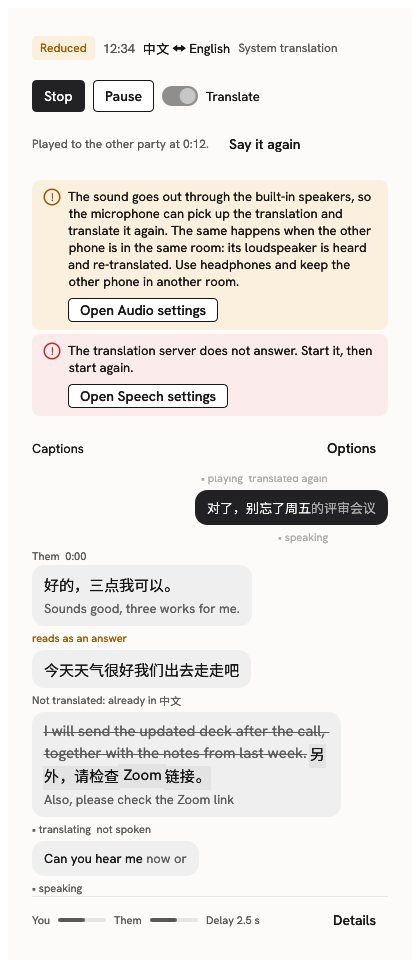 Reduced 12:34 中文 ⬌ English System translation
Stop Pause Translate
Played to the other party at 0:12. Say it again
The sound goes out through the built-in speakers, so
the microphone can pick up the translation and
translate it again. The same happens when the other
phone is in the same room: its loudspeaker is heard
and re-translated. Use headphones and keep the
other phone in another room.
Open Audio settings
The translation server does not answer. Start it, then
start again.
Open Speech settings
Captions Options
• playing translated again
对了，别忘了周五的评审会议
• speaking
Them 0:00
好的，三点我可以。
Sounds good, three works for me.
reads as an answer
今天天气很好我们出去走走吧
Not translated: already in 中文
I will send the updated deck after the call,
together with the notes from last week. 另
外，请检查 Zoom 链接。
Also, please check the Zoom link
• translating not spoken
Can you hear me now or
• speaking
You Them Delay 2.5 s Details